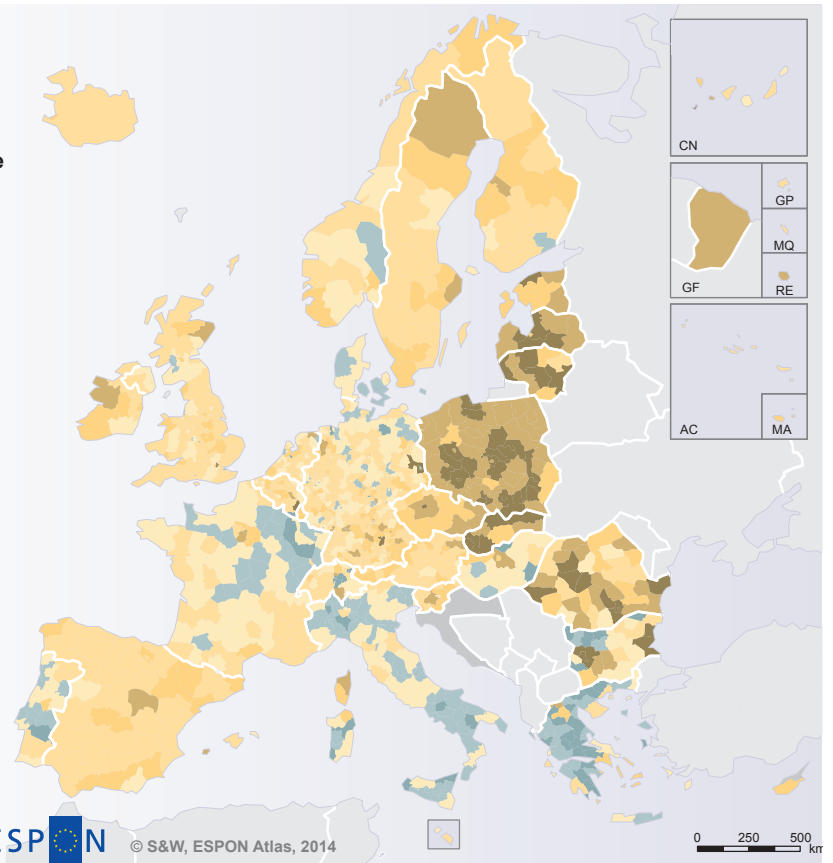 e
CN
GP
MQ
GF
RE
AC
MA
ESPON
© S&W, ESPON Atlas, 2014
0 250 500
km